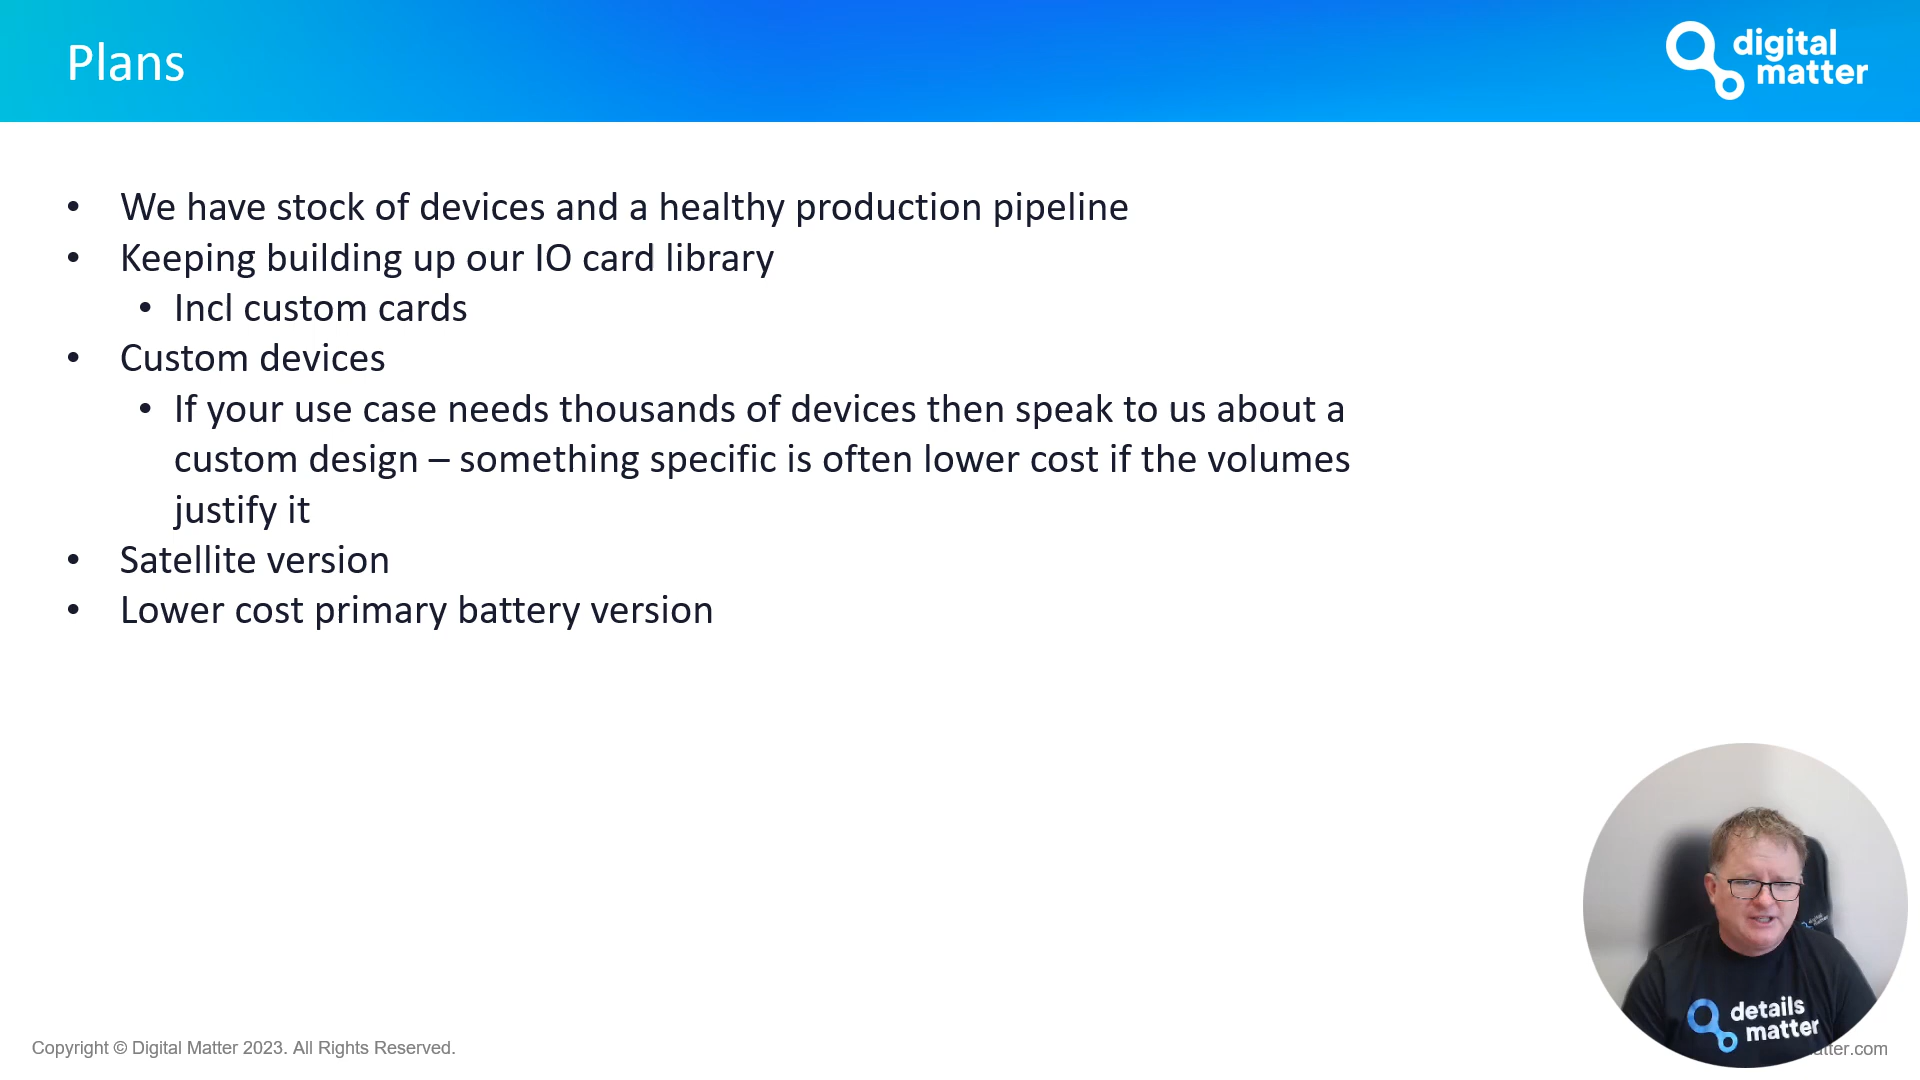 Plans
digital
matter
• We have stock of devices and a healthy production pipeline
• Keeping building up our IO card library
• Incl custom cards
• Custom devices
• If your use case needs thousands of devices then speak to us about a
custom design – something specific is often lower cost if the volumes
justify it
• Satellite version
• Lower cost primary battery version
details
matter
Copyright © Digital Matter 2023. All Rights Reserved.